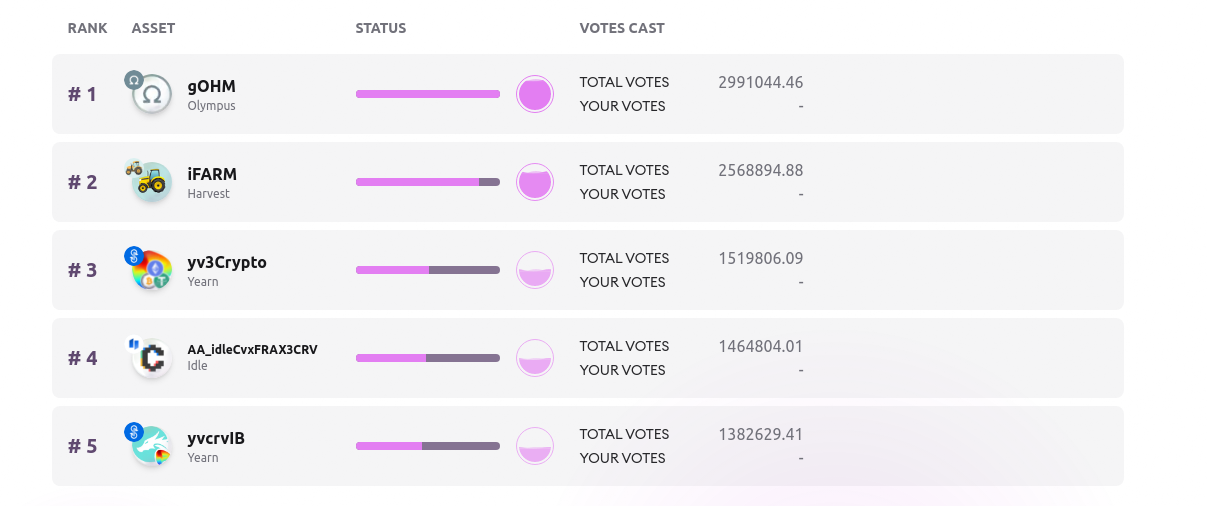 RANK ASSET STATUS VOTES CAST
# 1 gOHM Olympus TOTAL VOTES 2991044.46
YOUR VOTES -
# 2 iFARM Harvest TOTAL VOTES 2568894.88
YOUR VOTES -
# 3 yv3Crypto Yearn TOTAL VOTES 1519806.09
YOUR VOTES -
# 4 AA_idleCvxFRAX3CRV Idle TOTAL VOTES 1464804.01
YOUR VOTES -
# 5 yvcrvIB Yearn TOTAL VOTES 1382629.41
YOUR VOTES -